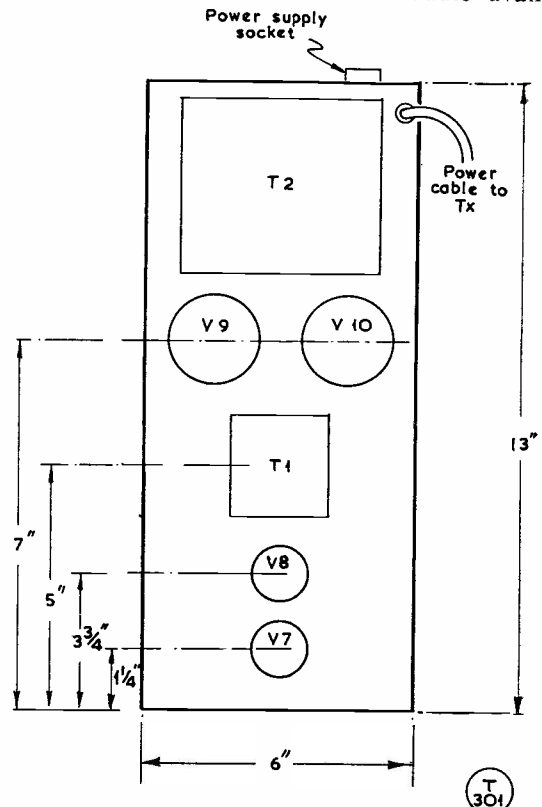 Power supply
socket
T2
Power
cable to
Tx
V9
V10
T1
V8
V7
7"
5"
3¾"
1¼"
13"
6"
T
301